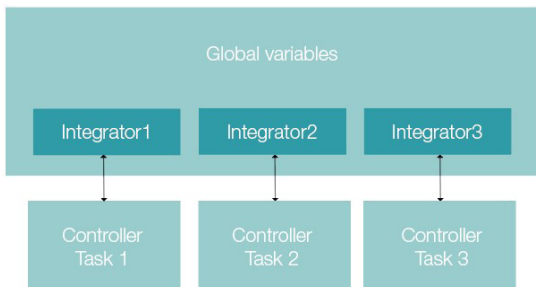 Global variables
Integrator1
Integrator2
Integrator3
Controller
Task 1
Controller
Task 2
Controller
Task 3